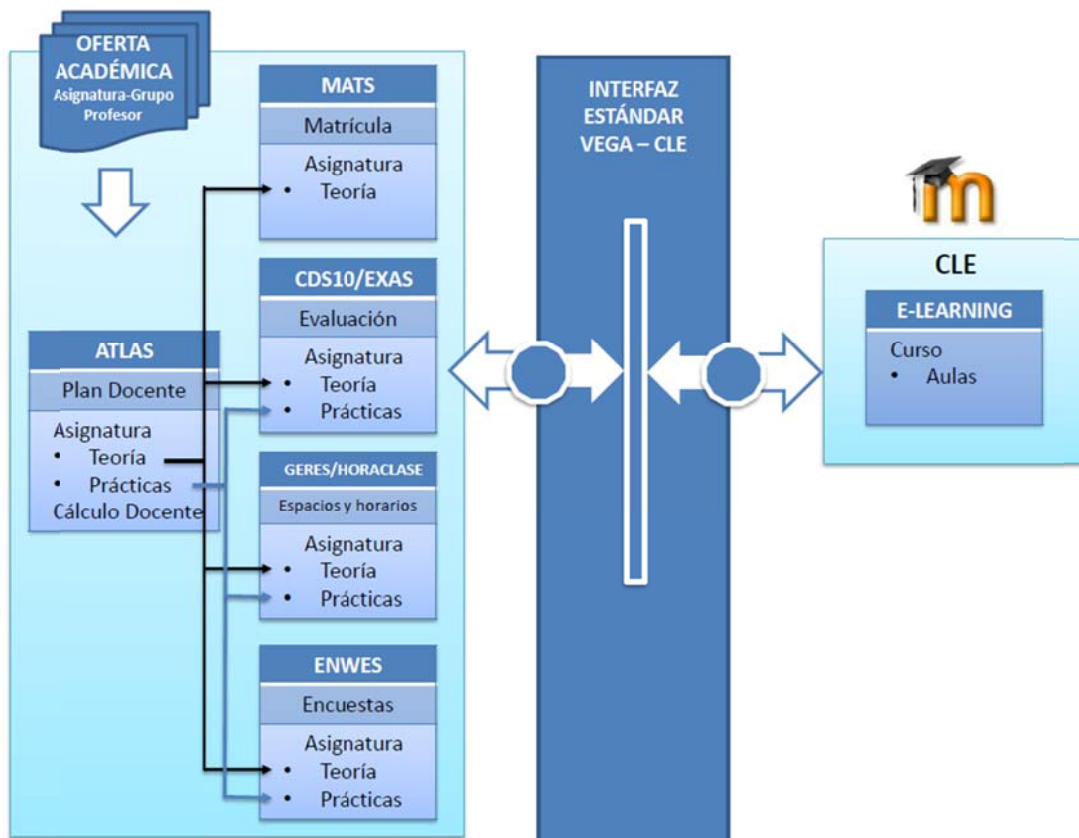 OFERTA
ACADÉMICA
Asignatura-Grupo
Profesor
ATLAS
Plan Docente
Asignatura
• Teoría
• Prácticas
Cálculo Docente
MATS
Matrícula
Asignatura
• Teoría
CDS10/EXAS
Evaluación
Asignatura
• Teoría
• Prácticas
GERES/HORACLASE
Espacios y horarios
Asignatura
• Teoría
• Prácticas
ENWES
Encuestas
Asignatura
• Teoría
• Prácticas
INTERFAZ
ESTÁNDAR
VEGA – CLE
m
CLE
E-LEARNING
Curso
• Aulas